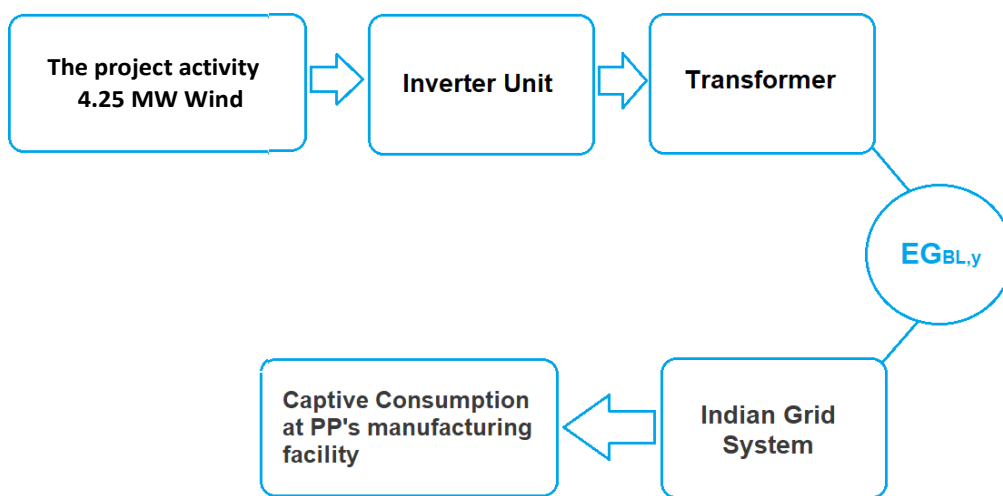 The project activity
4.25 MW Wind
Inverter Unit
Transformer
EGBL,y
Indian Grid
System
Captive Consumption
at PP's manufacturing
facility